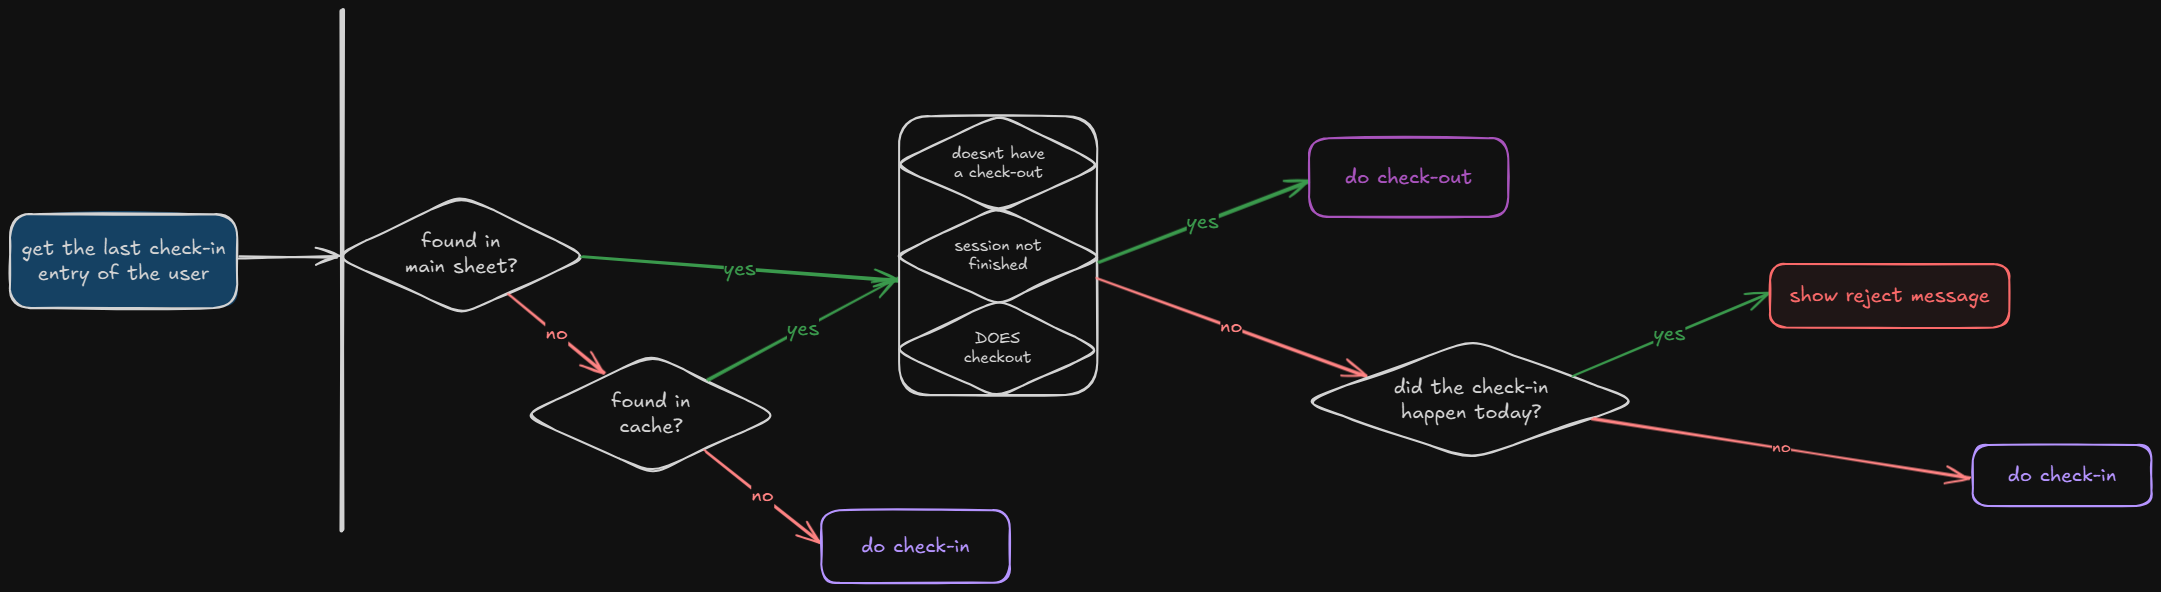 get the last check-in
entry of the user
found in
main sheet?
yes
no
found in
cache?
yes
no
do check-in
doesnt have
a check-out
session not
finished
DOES
checkout
yes
do check-out
no
did the check-in
happen today?
yes
show reject message
no
do check-in